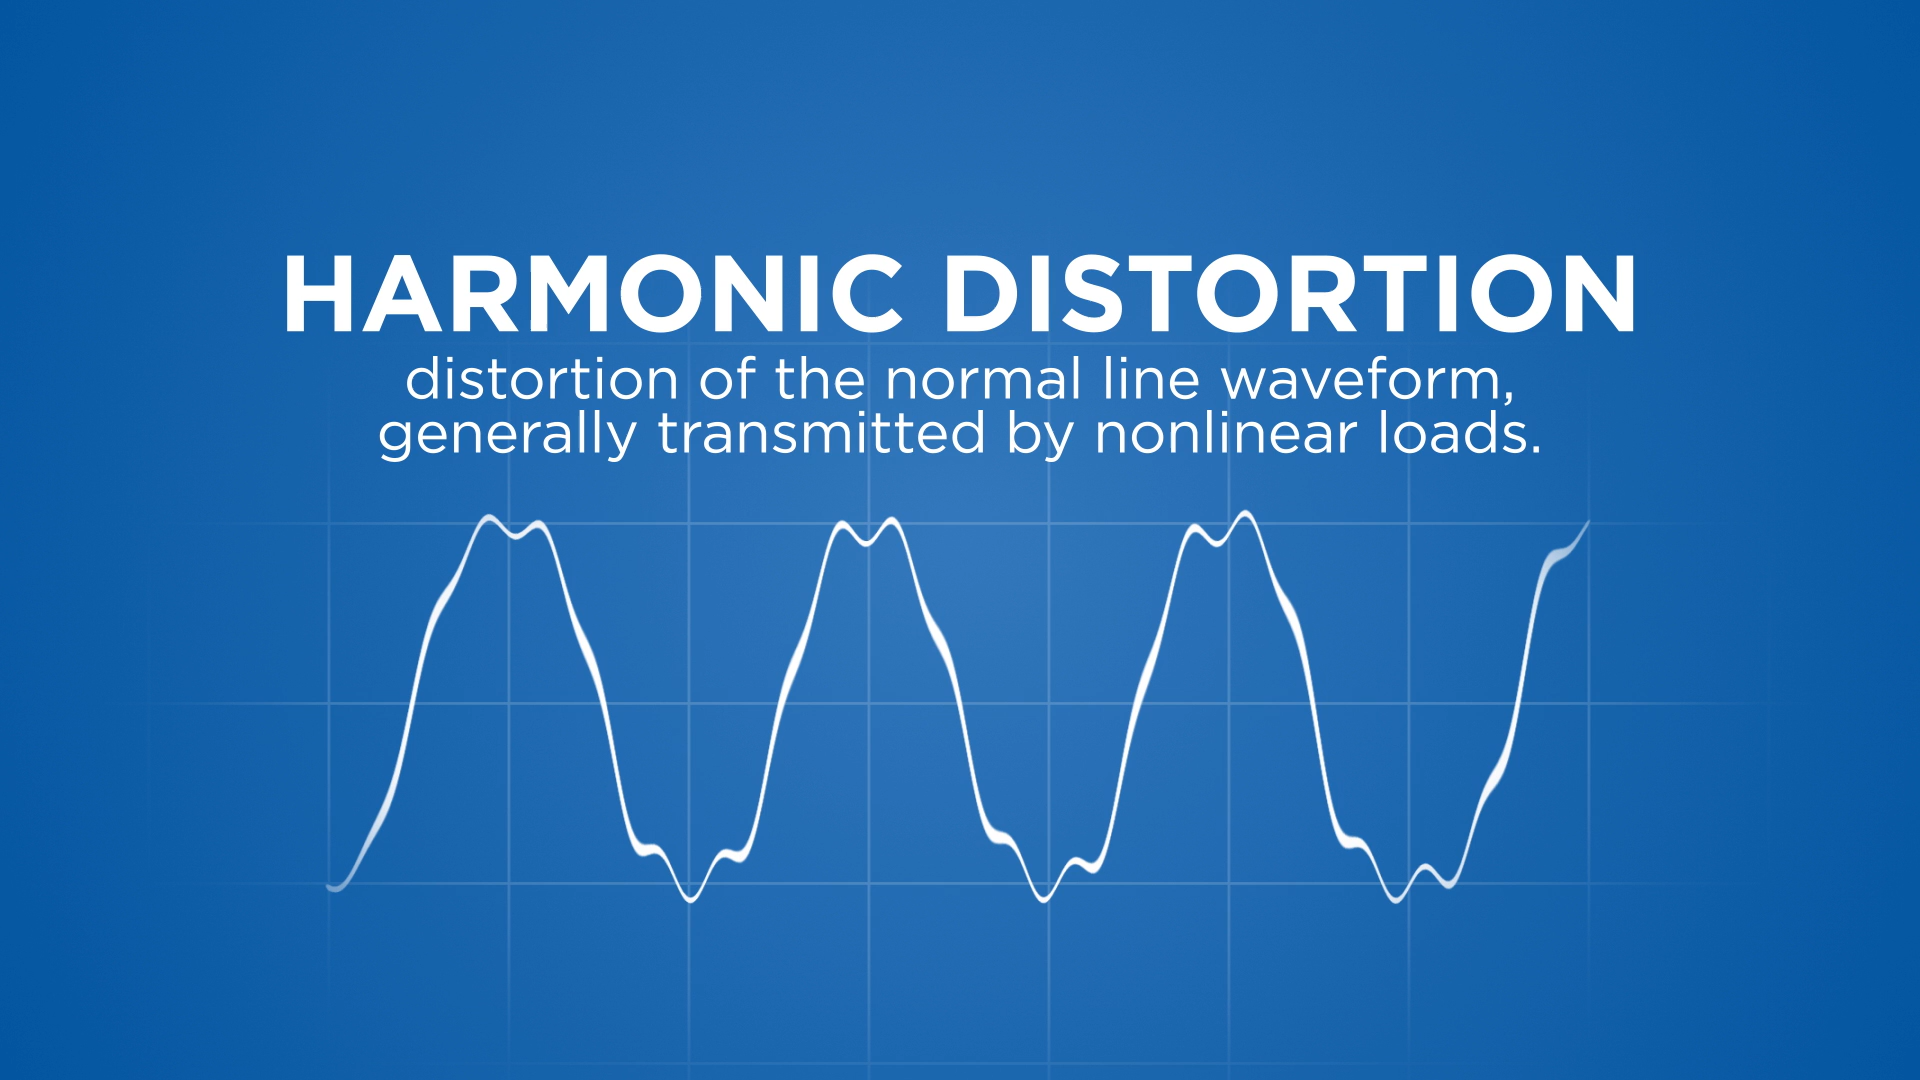 HARMONIC DISTORTION
distortion of the normal line waveform,
generally transmitted by nonlinear loads.